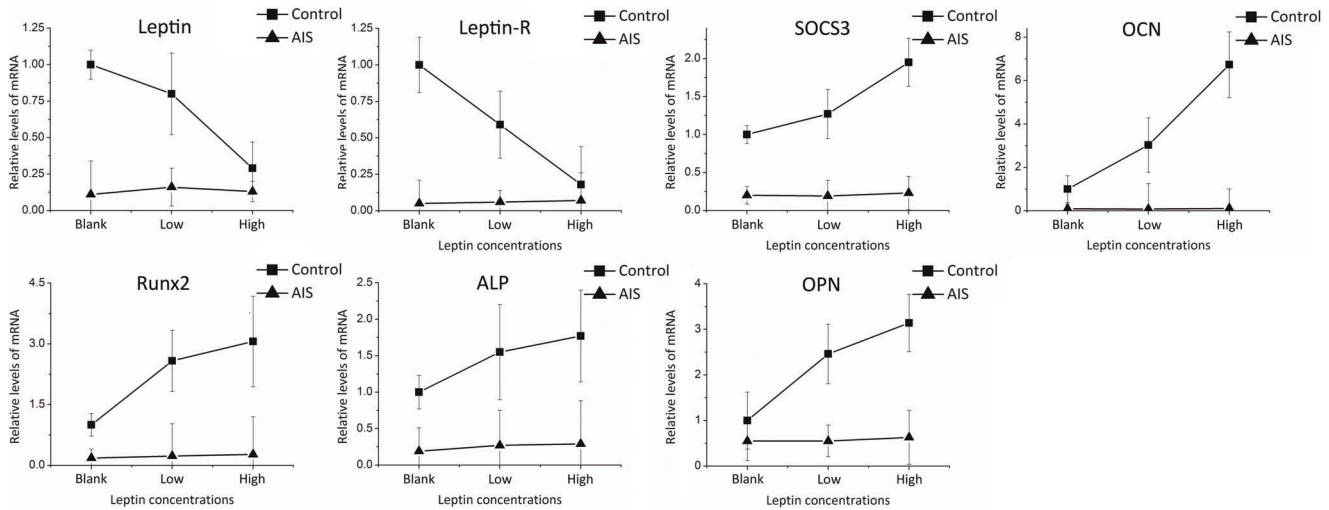 Leptin
Control
AIS
Relative levels of mRNA
1.25
1.00
0.75
0.50
0.25
0.00
Blank
Low
High
Leptin-R
Control
AIS
Relative levels of mRNA
1.25
1.00
0.75
0.50
0.25
0.00
Blank
Low
High
Leptin concentrations
SOCS3
Control
AIS
Relative levels of mRNA
2.0
1.5
1.0
0.5
0.0
Blank
Low
High
Leptin concentrations
OCN
Control
AIS
Relative levels of mRNA
8
6
4
2
0
Blank
Low
High
Leptin concentrations
Runx2
Control
AIS
Relative levels of mRNA
4.5
3.0
1.5
0.0
Blank
Low
High
Leptin concentrations
ALP
Control
AIS
Relative levels of mRNA
2.5
2.0
1.5
1.0
0.5
0.0
Blank
Low
High
Leptin concentrations
OPN
Control
AIS
Relative levels of mRNA
4
3
2
1
0
Blank
Low
High
Leptin concentrations